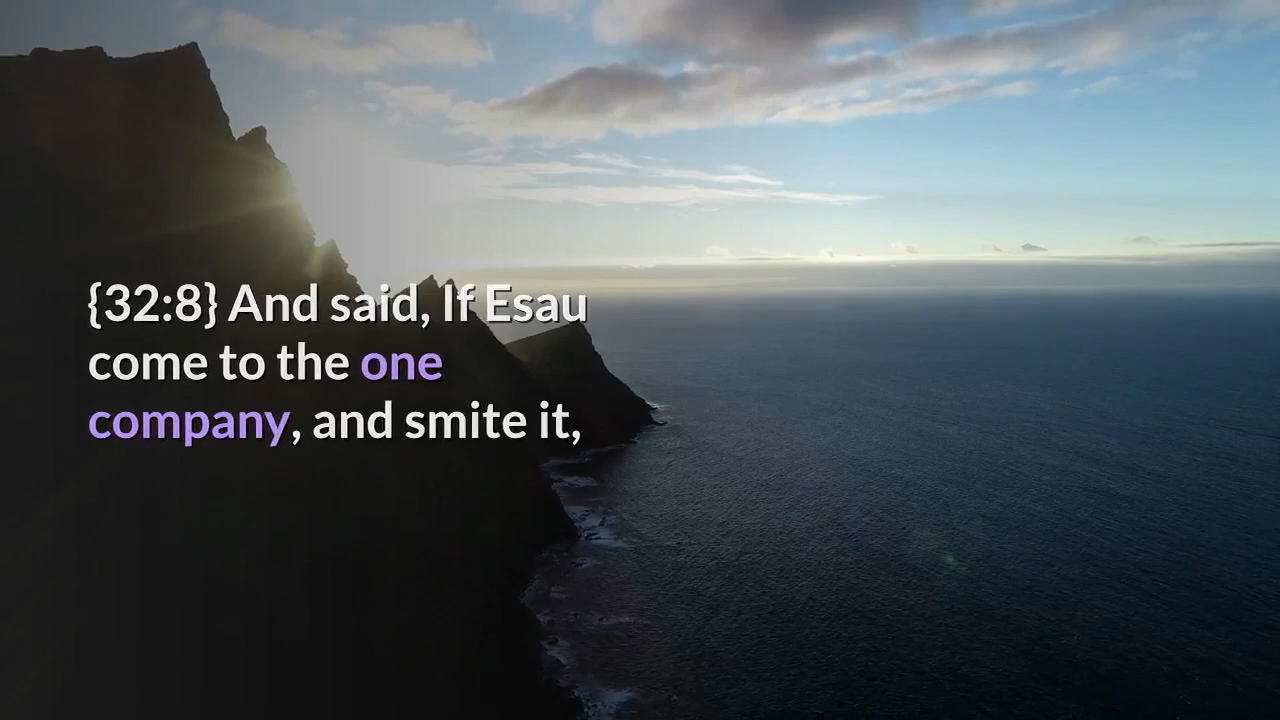 {32:8} And said, If Esau
come to the one
company, and smite it,